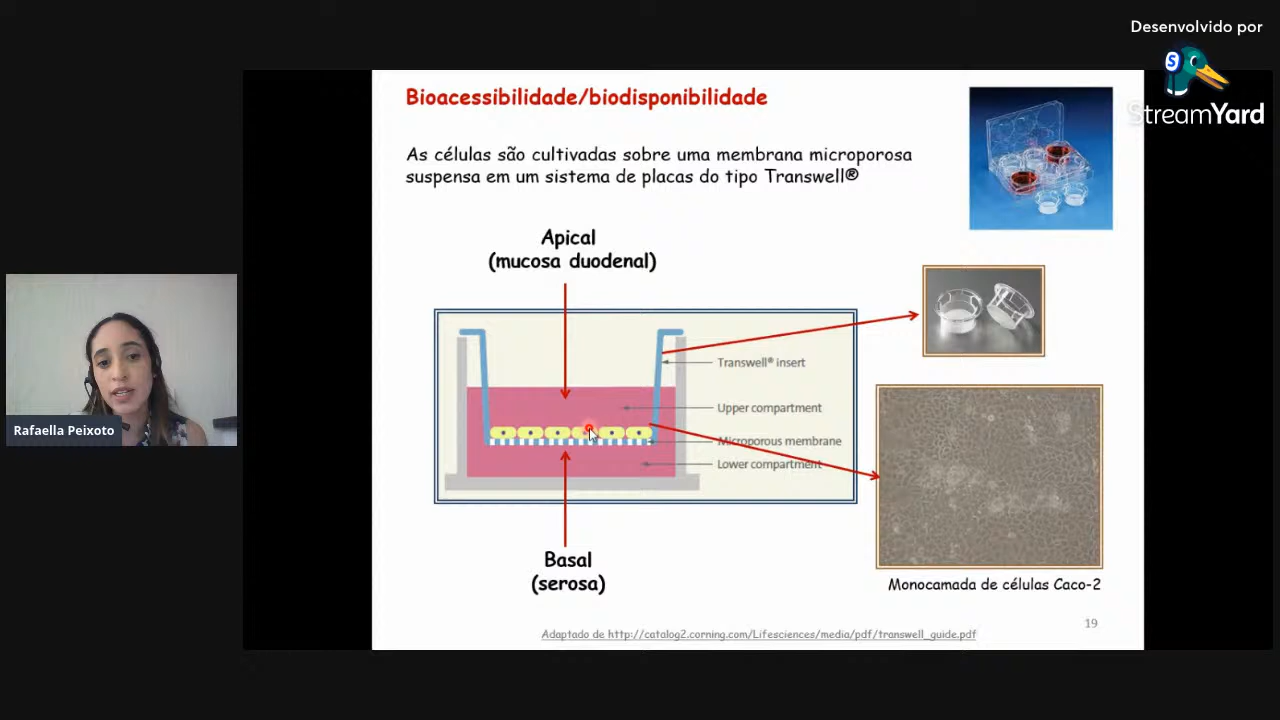 Desenvolvido por
StreamYard
Bioacessibilidade/biodisponibilidade
As células são cultivadas sobre uma membrana microporosa
suspensa em um sistema de placas do tipo Transwell®
Apical
(mucosa duodenal)
Transwell® insert
Upper compartment
Microporous membrane
Lower compartment
Basal
(serosa)
Monocamada de células Caco-2
Rafaella Peixoto
19
Adaptado de http://catalog2.corning.com/Lifesciences/media/pdf/transwell_guide.pdf